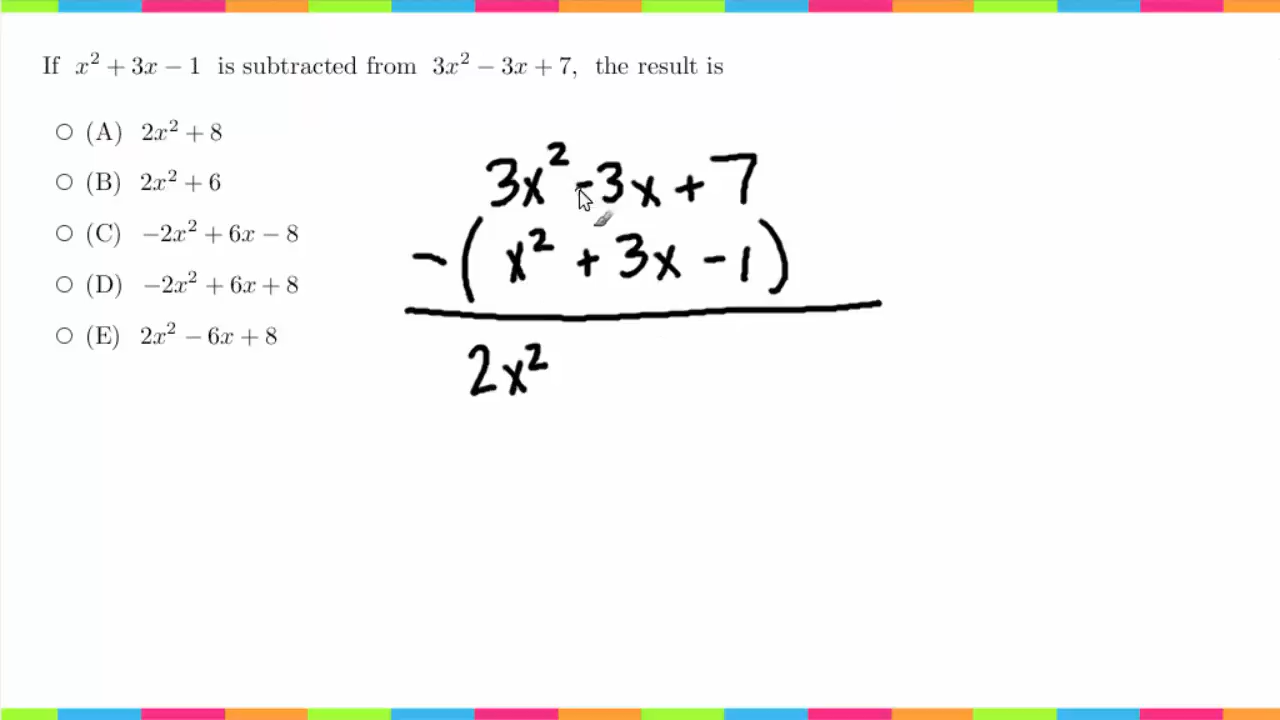 If x² + 3x − 1 is subtracted from 3x² − 3x + 7, the result is
(A) 2x² + 8
(B) 2x² + 6
(C) −2x² + 6x − 8
(D) −2x² + 6x + 8
(E) 2x² − 6x + 8
3x² - 3x + 7
- ( x² + 3x - 1 )
2x²